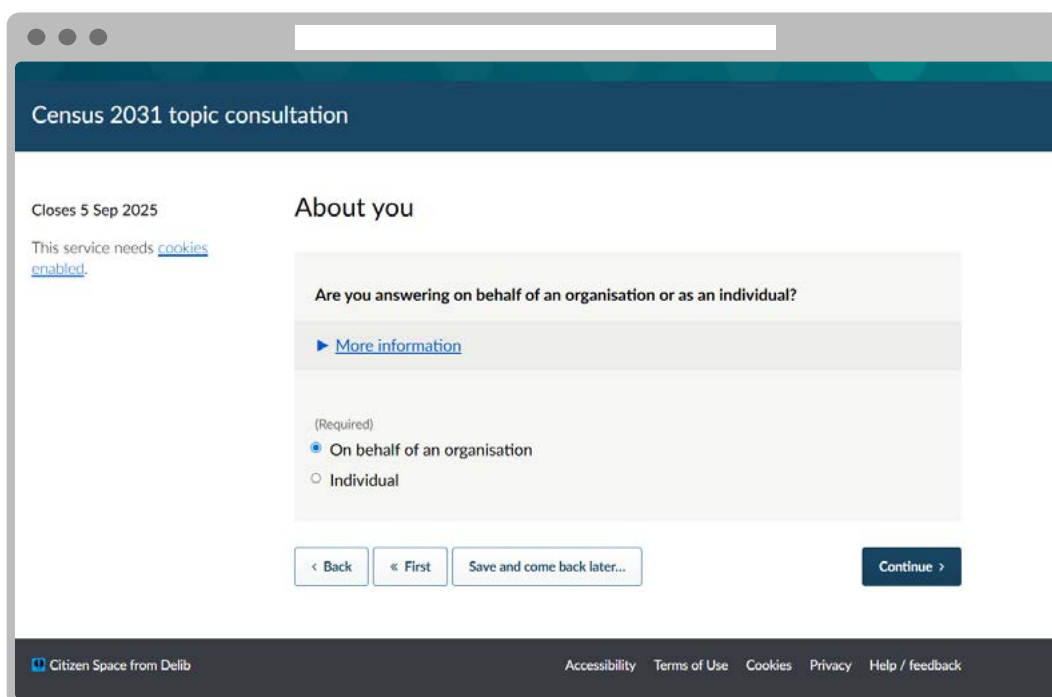 Census 2031 topic consultation
Closes 5 Sep 2025
This service needs cookies
enabled.
About you
Are you answering on behalf of an organisation or as an individual?
► More information
(Required)
On behalf of an organisation
Individual
‹ Back
« First
Save and come back later...
Continue ›
Citizen Space from Delib
Accessibility Terms of Use Cookies Privacy Help / feedback